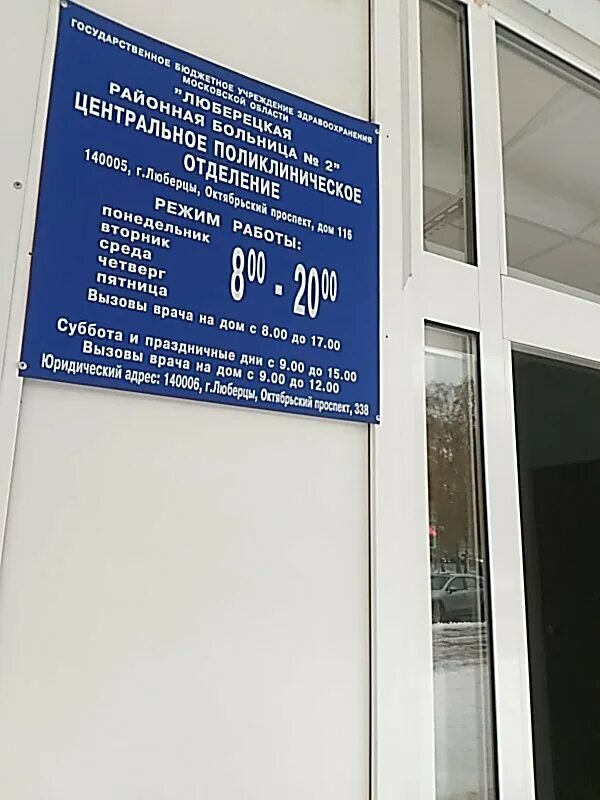 ГОСУДАРСТВЕННОЕ БЮДЖЕТНОЕ УЧРЕЖДЕНИЕ ЗДРАВООХРАНЕНИЯ
МОСКОВСКОЙ ОБЛАСТИ
"ЛЮБЕРЕЦКАЯ
РАЙОННАЯ БОЛЬНИЦА № 2"
ЦЕНТРАЛЬНОЕ ПОЛИКЛИНИЧЕСКОЕ
ОТДЕЛЕНИЕ
140005, г.Люберцы, Октябрьский проспект, дом 116
РЕЖИМ РАБОТЫ:
понедельник
вторник
среда
четверг
пятница
8⁰⁰ - 20⁰⁰
Вызовы врача на дом с 8.00 до 17.00
Суббота и праздничные дни с 9.00 до 15.00
Вызовы врача на дом с 9.00 до 12.00
Юридический адрес: 140006, г.Люберцы, Октябрьский проспект, 338